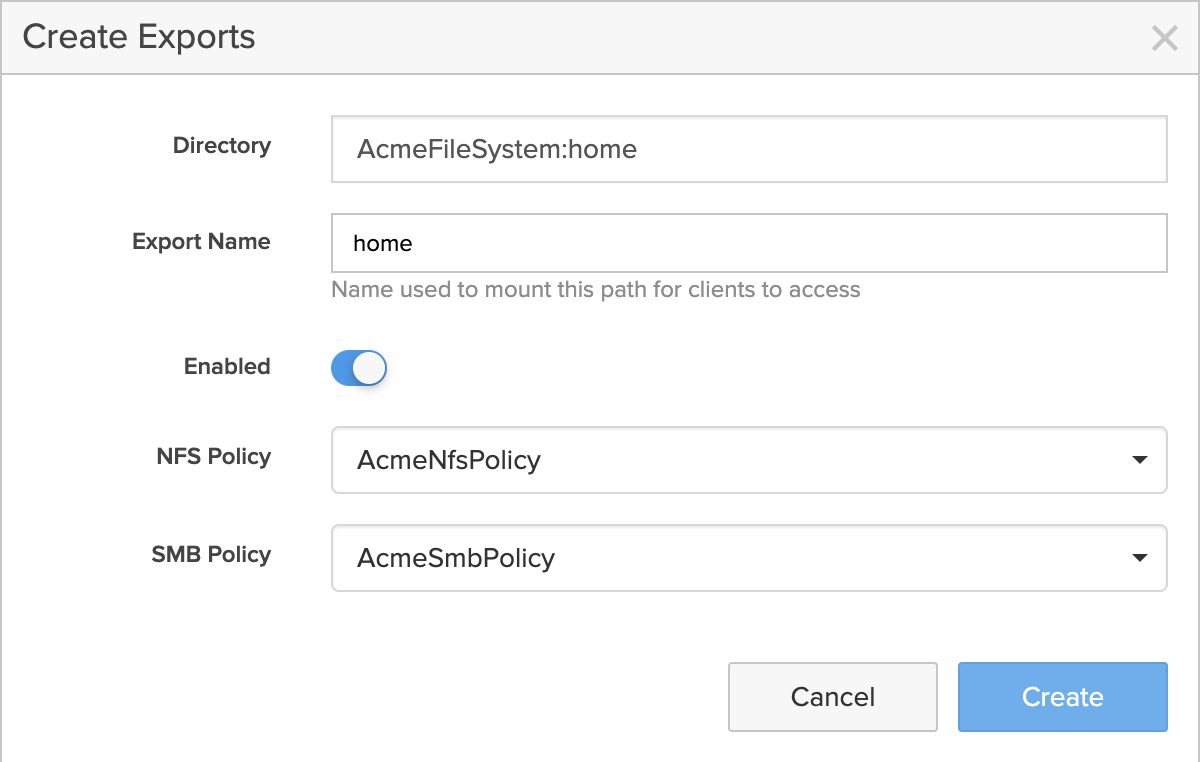 Create Exports
Directory
AcmeFileSystem:home
Export Name
home
Name used to mount this path for clients to access
Enabled
NFS Policy
AcmeNfsPolicy
SMB Policy
AcmeSmbPolicy
Cancel
Create